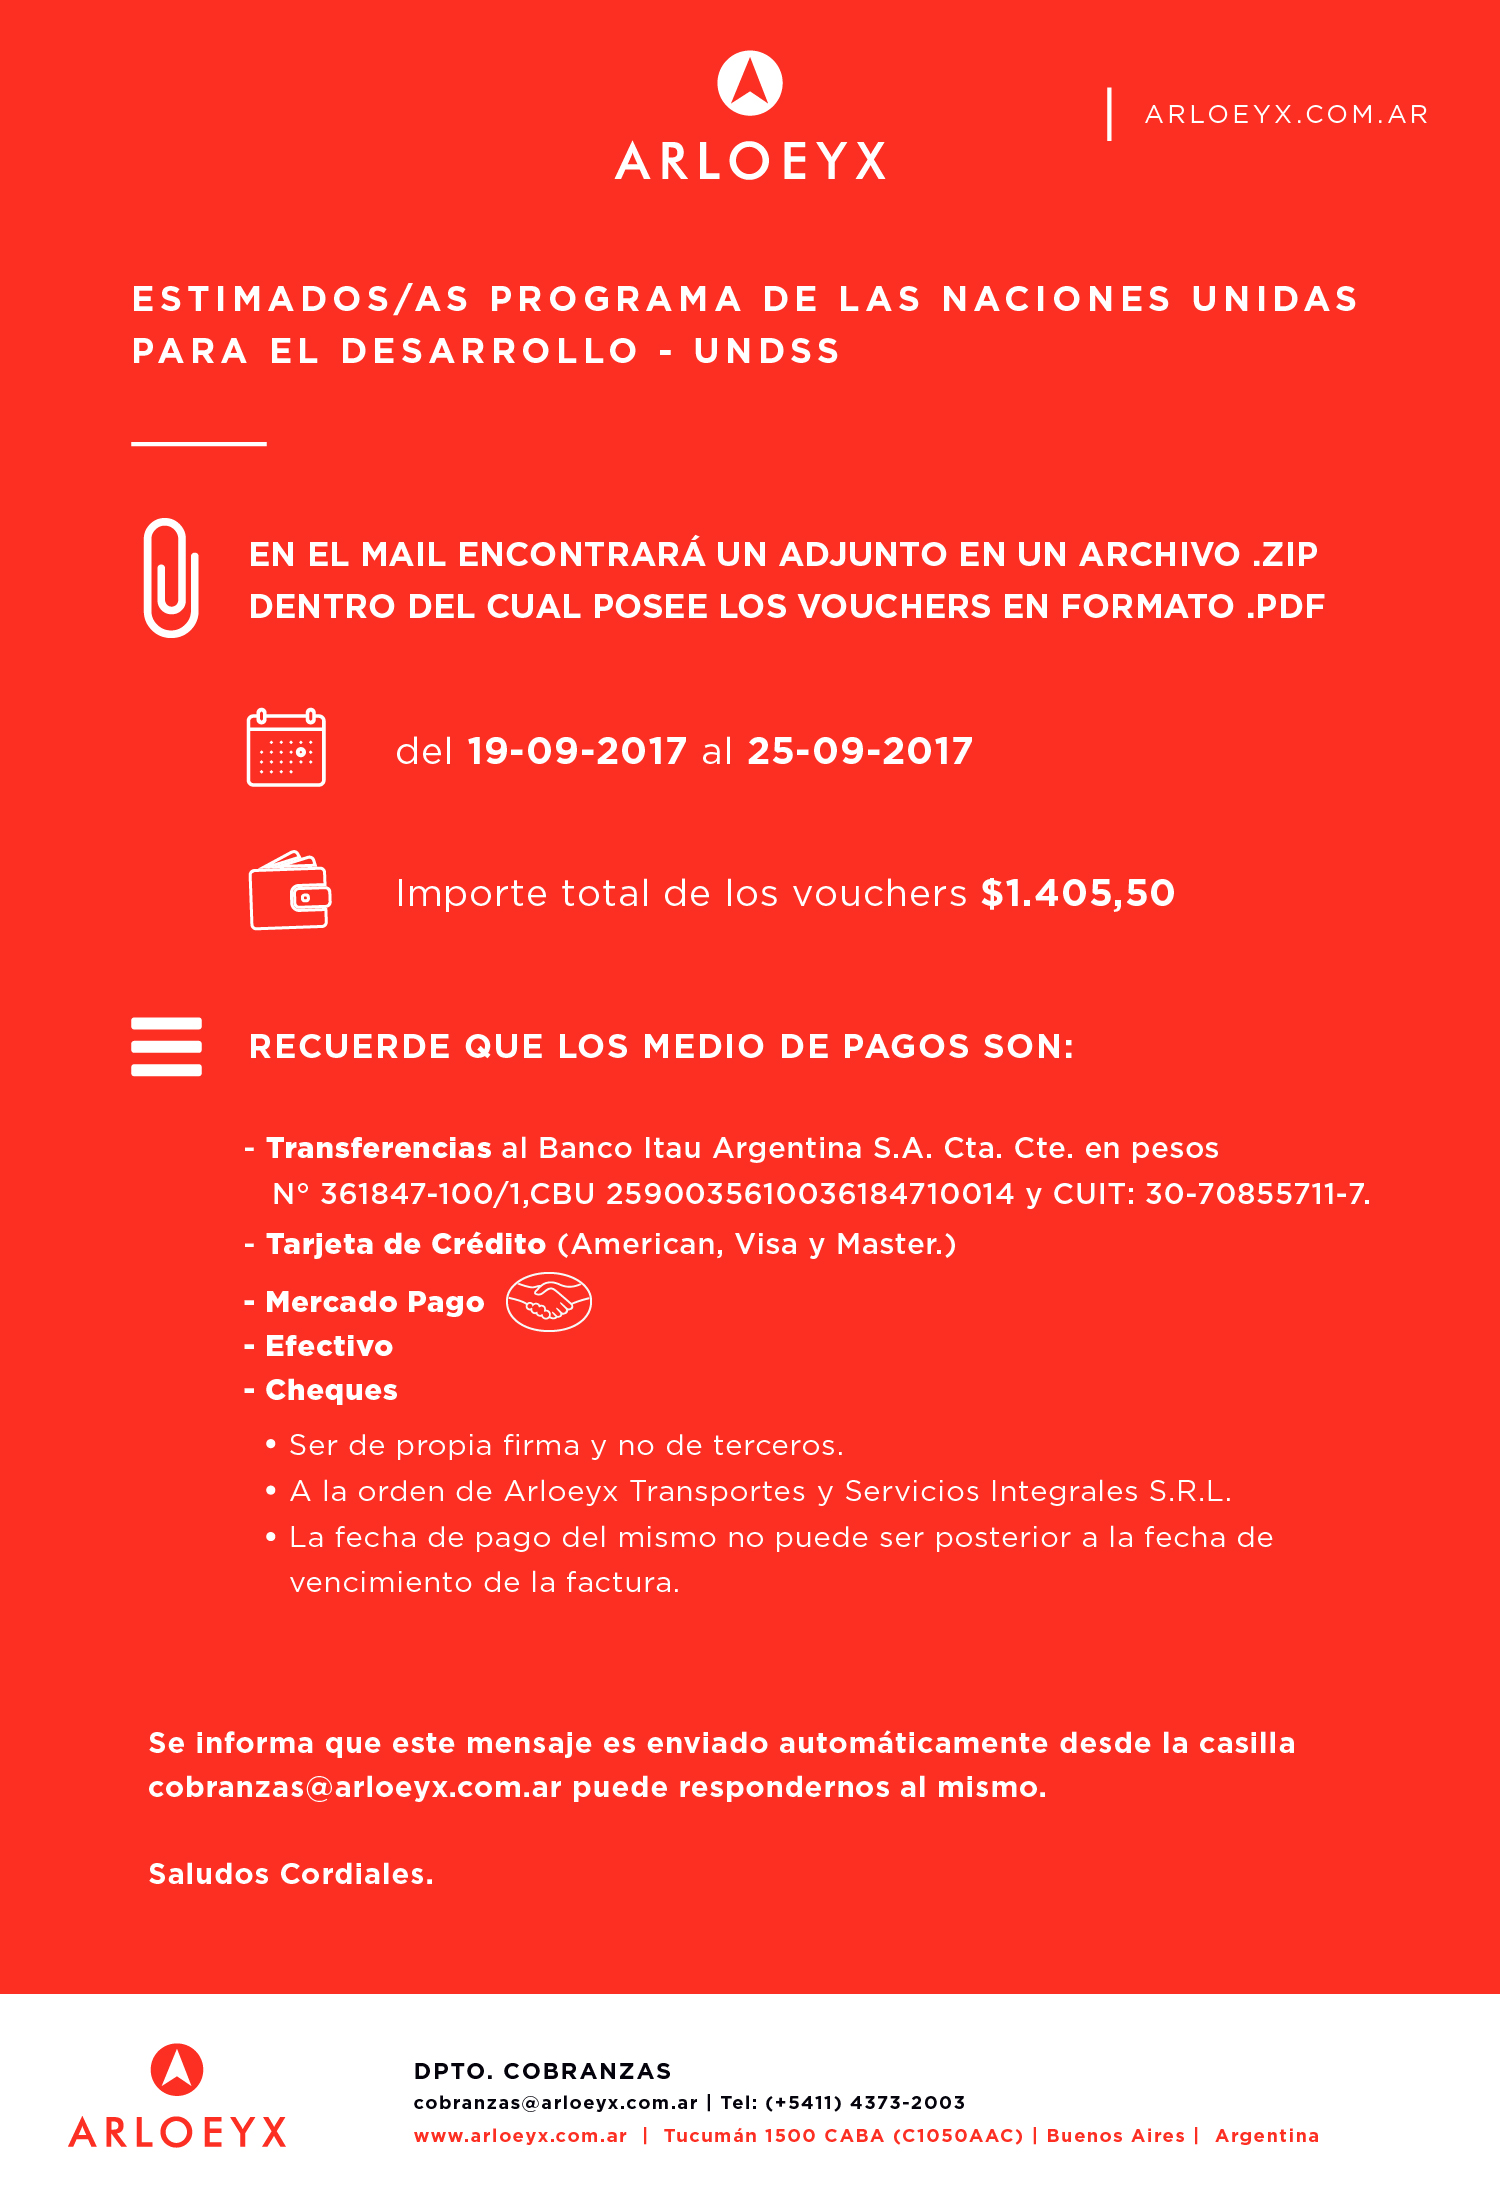 ARLOEYX
ARLOEYX.COM.AR
ESTIMADOS/AS PROGRAMA DE LAS NACIONES UNIDAS
PARA EL DESARROLLO - UNDSS
EN EL MAIL ENCONTRARÁ UN ADJUNTO EN UN ARCHIVO .ZIP
DENTRO DEL CUAL POSEE LOS VOUCHERS EN FORMATO .PDF
del 19-09-2017 al 25-09-2017
Importe total de los vouchers $1.405,50
RECUERDE QUE LOS MEDIO DE PAGOS SON:
- Transferencias al Banco Itau Argentina S.A. Cta. Cte. en pesos
N° 361847-100/1,CBU 2590035610036184710014 y CUIT: 30-70855711-7.
- Tarjeta de Crédito (American, Visa y Master.)
- Mercado Pago
- Efectivo
- Cheques
• Ser de propia firma y no de terceros.
• A la orden de Arloeyx Transportes y Servicios Integrales S.R.L.
• La fecha de pago del mismo no puede ser posterior a la fecha de
vencimiento de la factura.
Se informa que este mensaje es enviado automáticamente desde la casilla
cobranzas@arloeyx.com.ar puede respondernos al mismo.
Saludos Cordiales.
ARLOEYX
DPTO. COBRANZAS
cobranzas@arloeyx.com.ar | Tel: (+5411) 4373-2003
www.arloeyx.com.ar | Tucumán 1500 CABA (C1050AAC) | Buenos Aires | Argentina